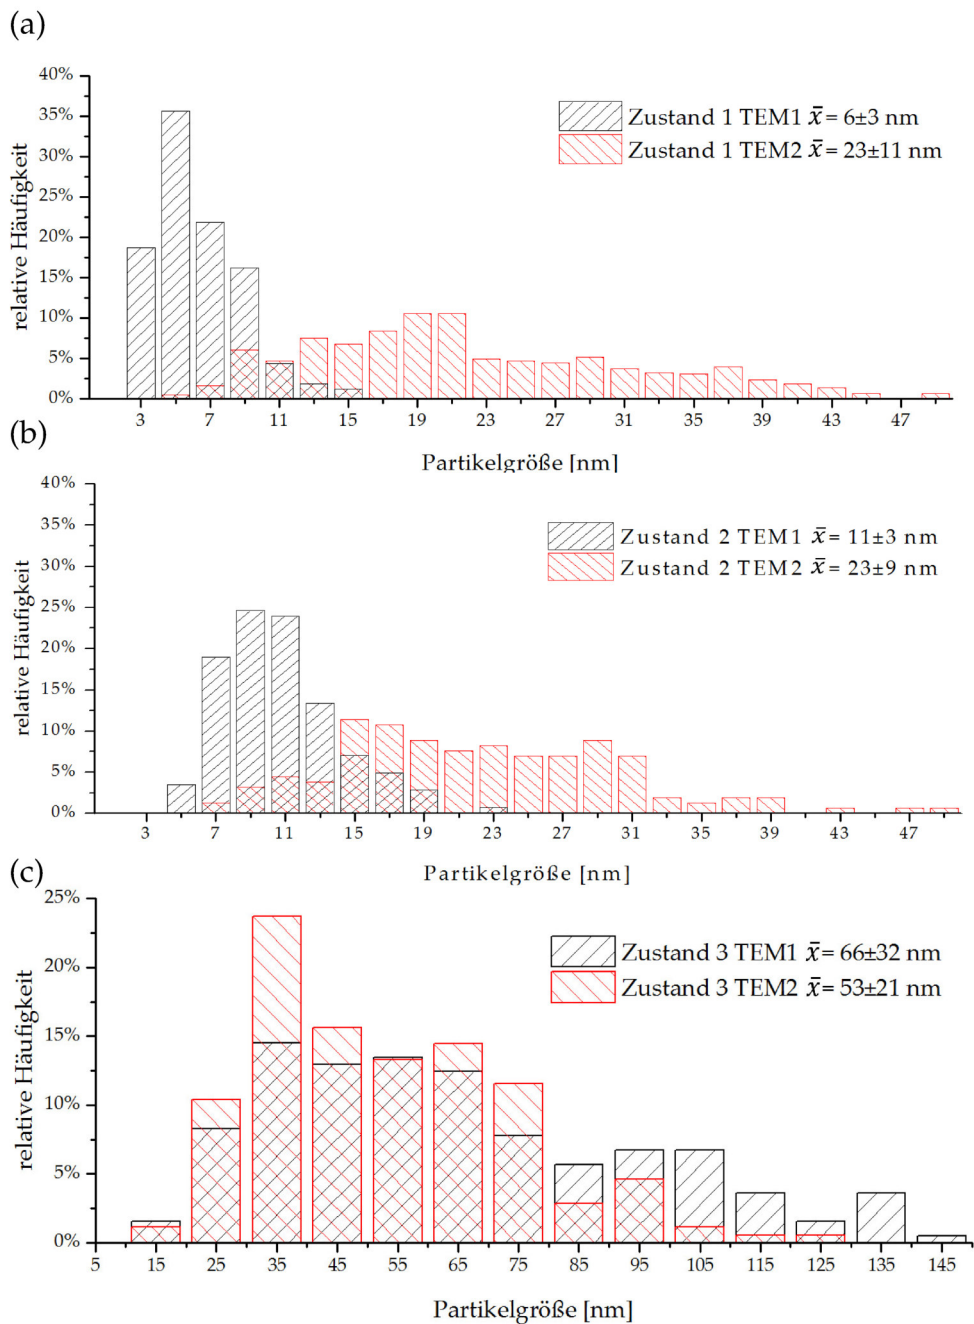 (a)
40%
35%
30%
25%
20%
15%
10%
5%
0%
relative Häufigkeit
Zustand 1 TEM1 x̄ = 6±3 nm
Zustand 1 TEM2 x̄ = 23±11 nm
3 7 11 15 19 23 27 31 35 39 43 47
Partikelgröße [nm]
(b)
40%
35%
30%
25%
20%
15%
10%
5%
0%
relative Häufigkeit
Zustand 2 TEM1 x̄ = 11±3 nm
Zustand 2 TEM2 x̄ = 23±9 nm
3 7 11 15 19 23 27 31 35 39 43 47
Partikelgröße [nm]
(c)
25%
20%
15%
10%
5%
0%
relative Häufigkeit
Zustand 3 TEM1 x̄ = 66±32 nm
Zustand 3 TEM2 x̄ = 53±21 nm
5 15 25 35 45 55 65 75 85 95 105 115 125 135 145
Partikelgröße [nm]